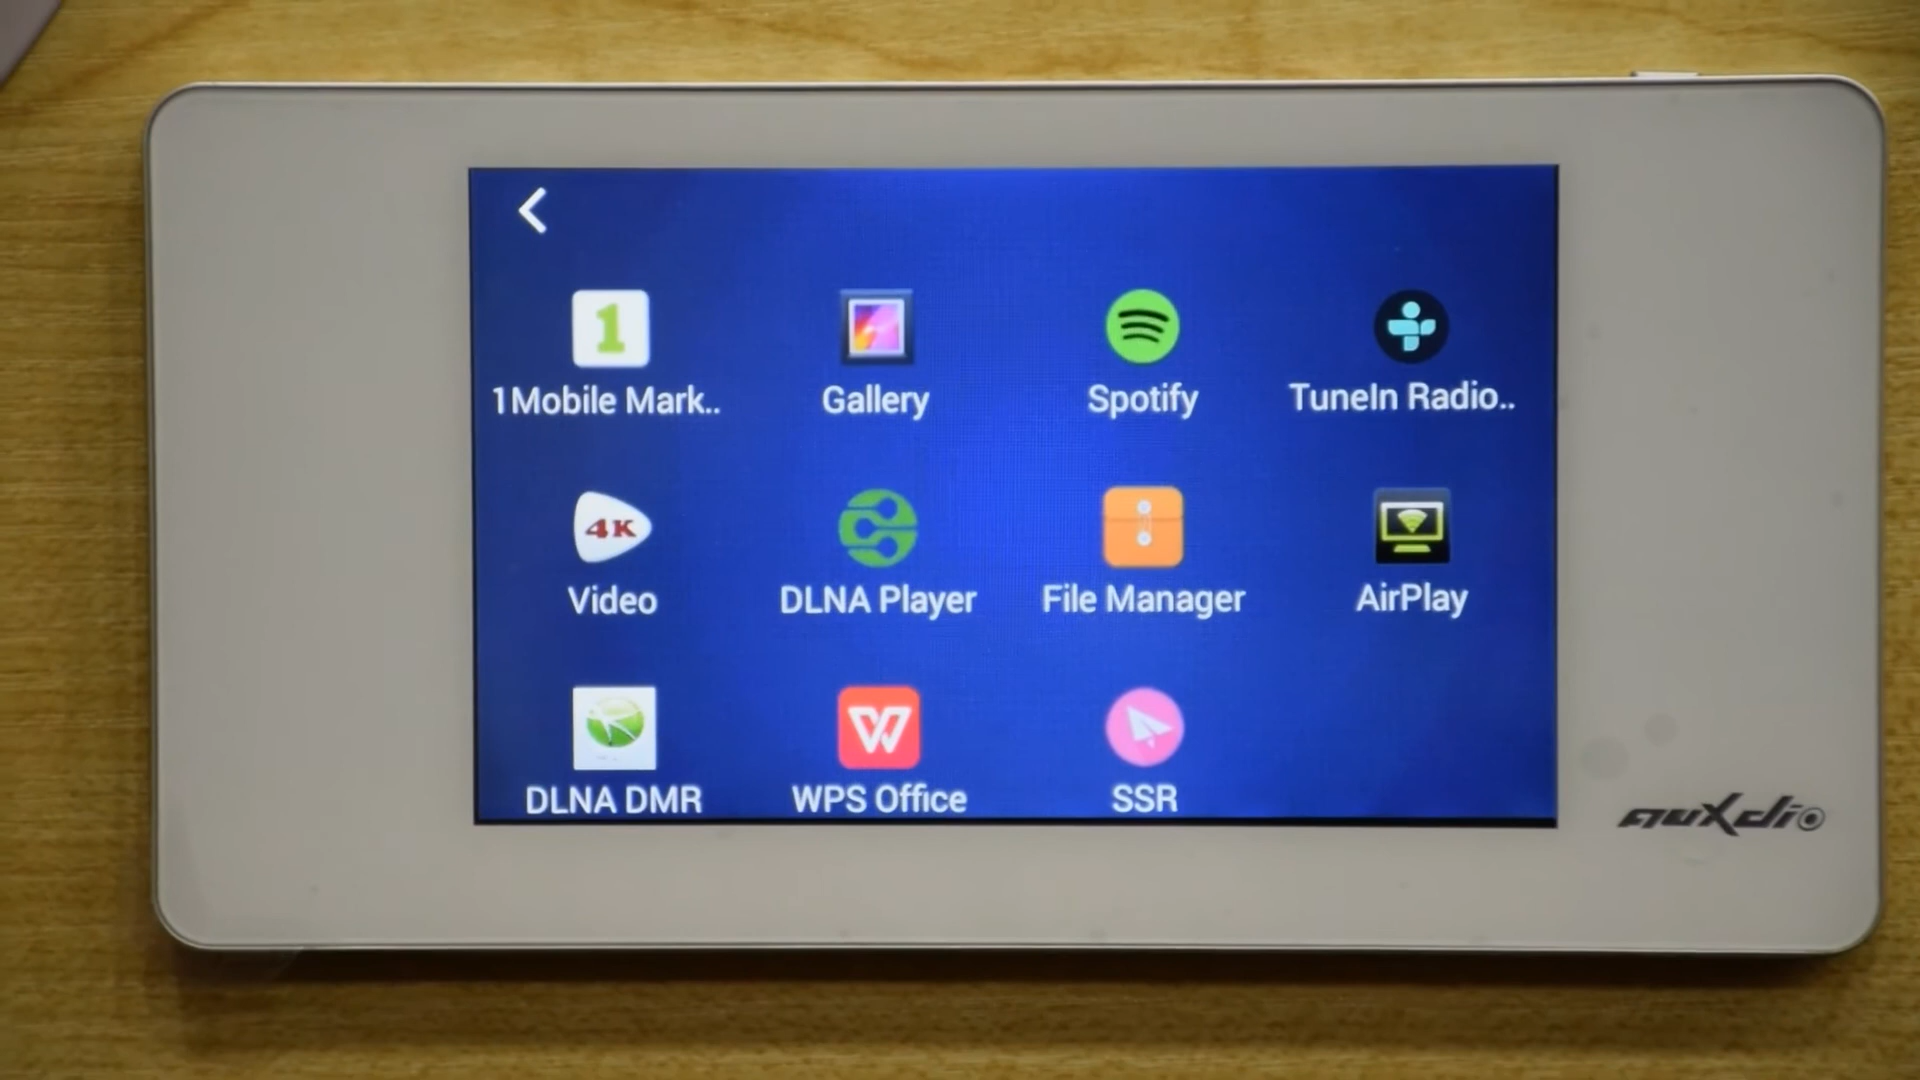 1
1Mobile Mark..
Gallery
Spotify
TuneIn Radio..
4K
Video
DLNA Player
File Manager
AirPlay
DLNA DMR
W
WPS Office
SSR
auxdio